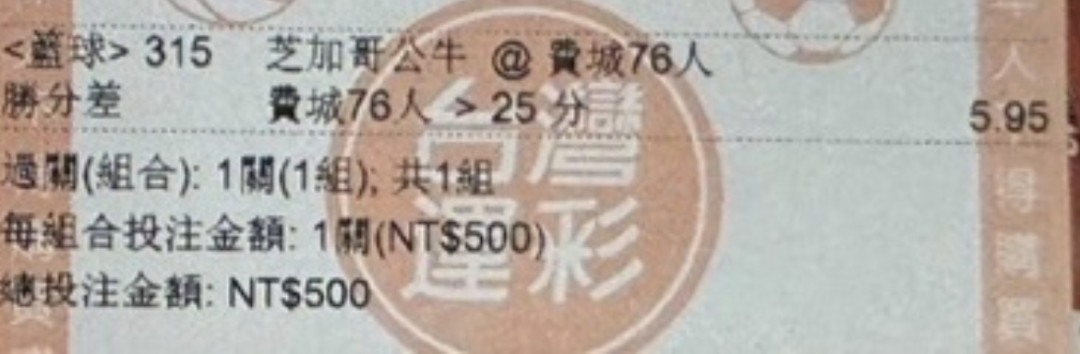 <籃球> 315 芝加哥公牛 @ 費城76人
勝分差 費城76人 > 25 分 5.95
過關(組合): 1關(1組); 共1組
每組合投注金額: 1關(NT$500)
總投注金額: NT$500
台灣
運彩
人
得
灣